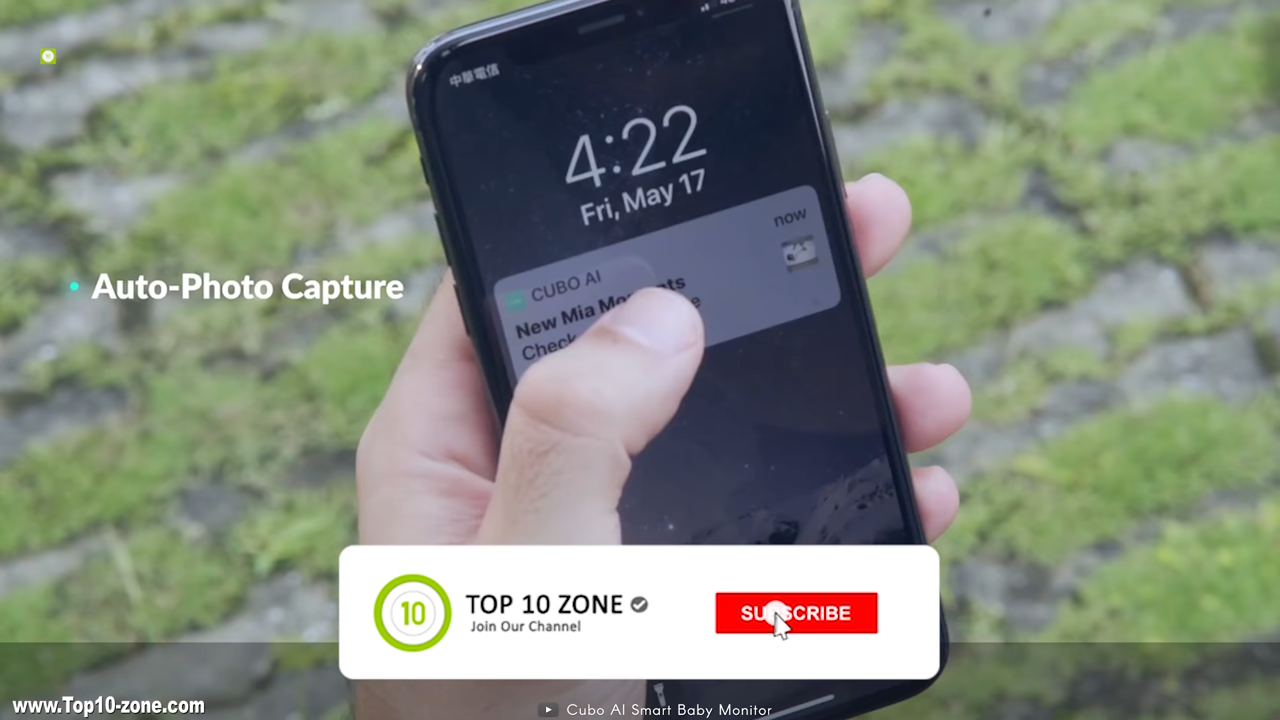 中華電信
4:22
Fri, May 17
now
CUBO AI
New Mia
Check
• Auto-Photo Capture
10
TOP 10 ZONE
Join Our Channel
SUBSCRIBE
www.Top10-zone.com
Cubo AI Smart Baby Monitor